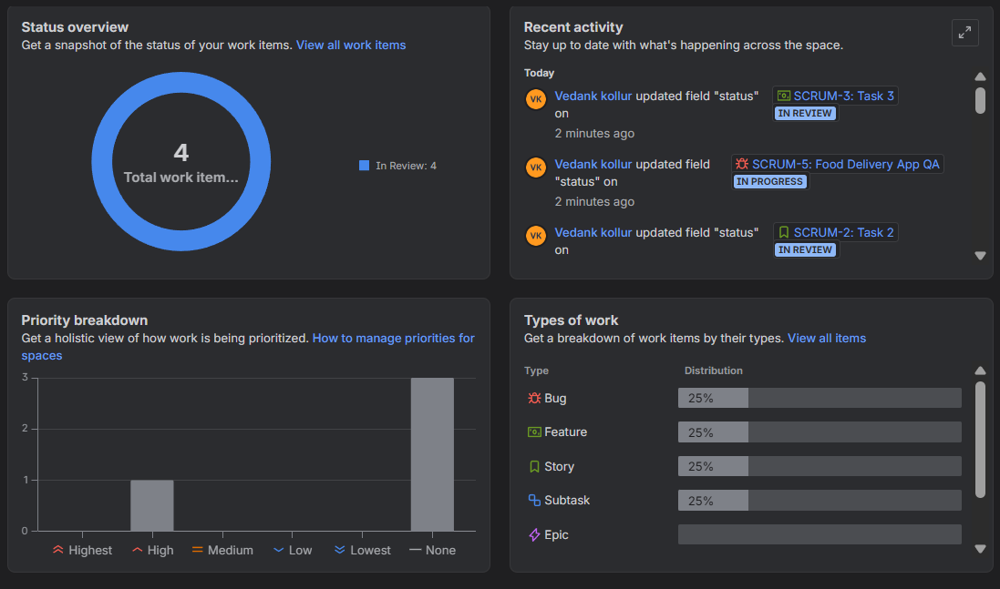 Status overview
Get a snapshot of the status of your work items. View all work items
4
Total work item...
In Review: 4
Recent activity
Stay up to date with what's happening across the space.
Today
VK
Vedank kollur updated field "status"
on
SCRUM-3: Task 3
IN REVIEW
2 minutes ago
VK
Vedank kollur updated field
"status" on
SCRUM-5: Food Delivery App QA
IN PROGRESS
2 minutes ago
VK
Vedank kollur updated field "status"
on
SCRUM-2: Task 2
IN REVIEW
Priority breakdown
Get a holistic view of how work is being prioritized. How to manage priorities for
spaces
3
2
1
0
Highest High Medium Low Lowest None
Types of work
Get a breakdown of work items by their types. View all items
Type Distribution
Bug 25%
Feature 25%
Story 25%
Subtask 25%
Epic